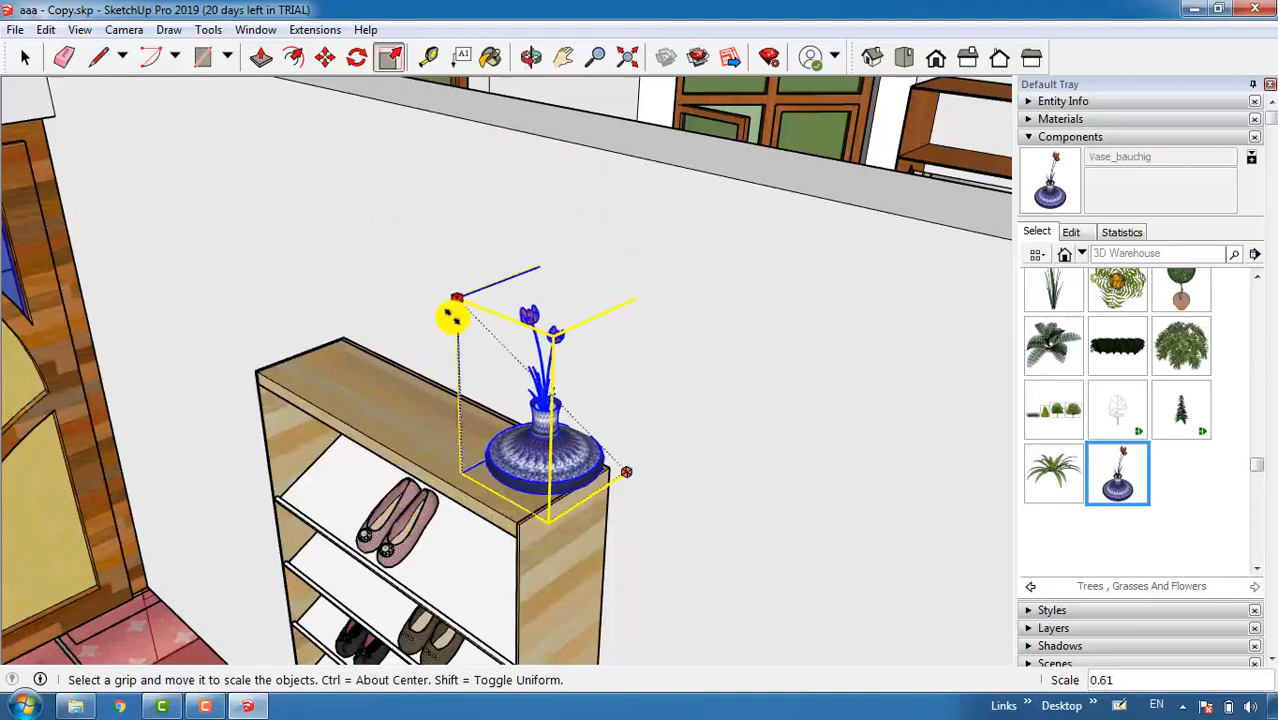 aaa - Copy.skp - SketchUp Pro 2019 (20 days left in TRIAL)
File Edit View Camera Draw Tools Window Extensions Help
A1
Default Tray
Entity Info
Materials
Components
Vase_bauchig
Select Edit Statistics
3D Warehouse
Trees , Grasses And Flowers
Styles
Layers
Shadows
Scenes
Select a grip and move it to scale the objects. Ctrl = About Center. Shift = Toggle Uniform.
Scale 0.61
Links » Desktop » EN